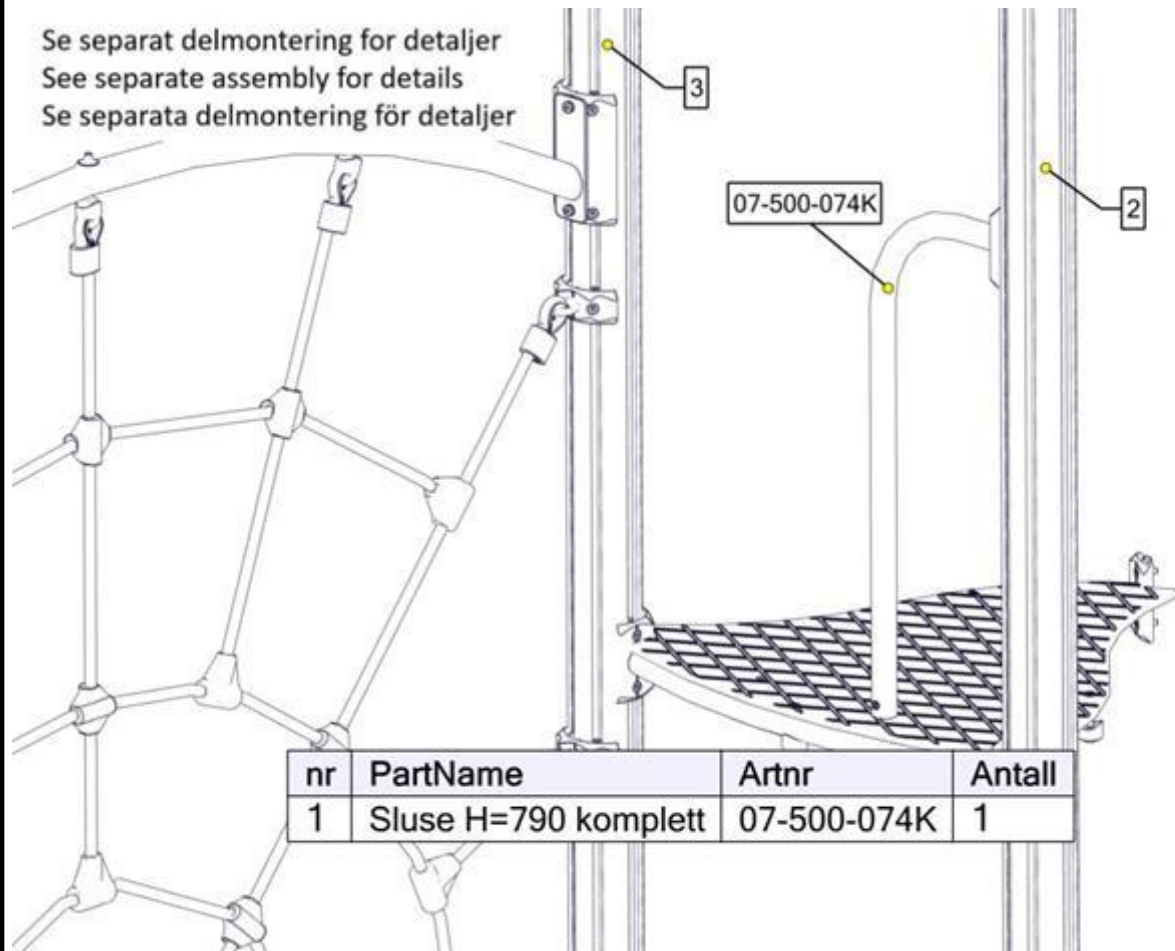 Se separat delmontering for detaljer
See separate assembly for details
Se separata delmontering för detaljer
3
07-500-074K
2
nr PartName Artnr Antall
1 Sluse H=790 komplett 07-500-074K 1